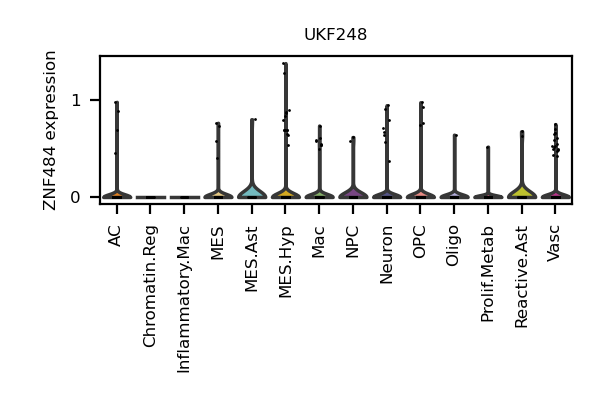 UKF248
ZNF484 expression
1
0
AC
Chromatin.Reg
Inflammatory.Mac
MES
MES.Ast
MES.Hyp
Mac
NPC
Neuron
OPC
Oligo
Prolif.Metab
Reactive.Ast
Vasc